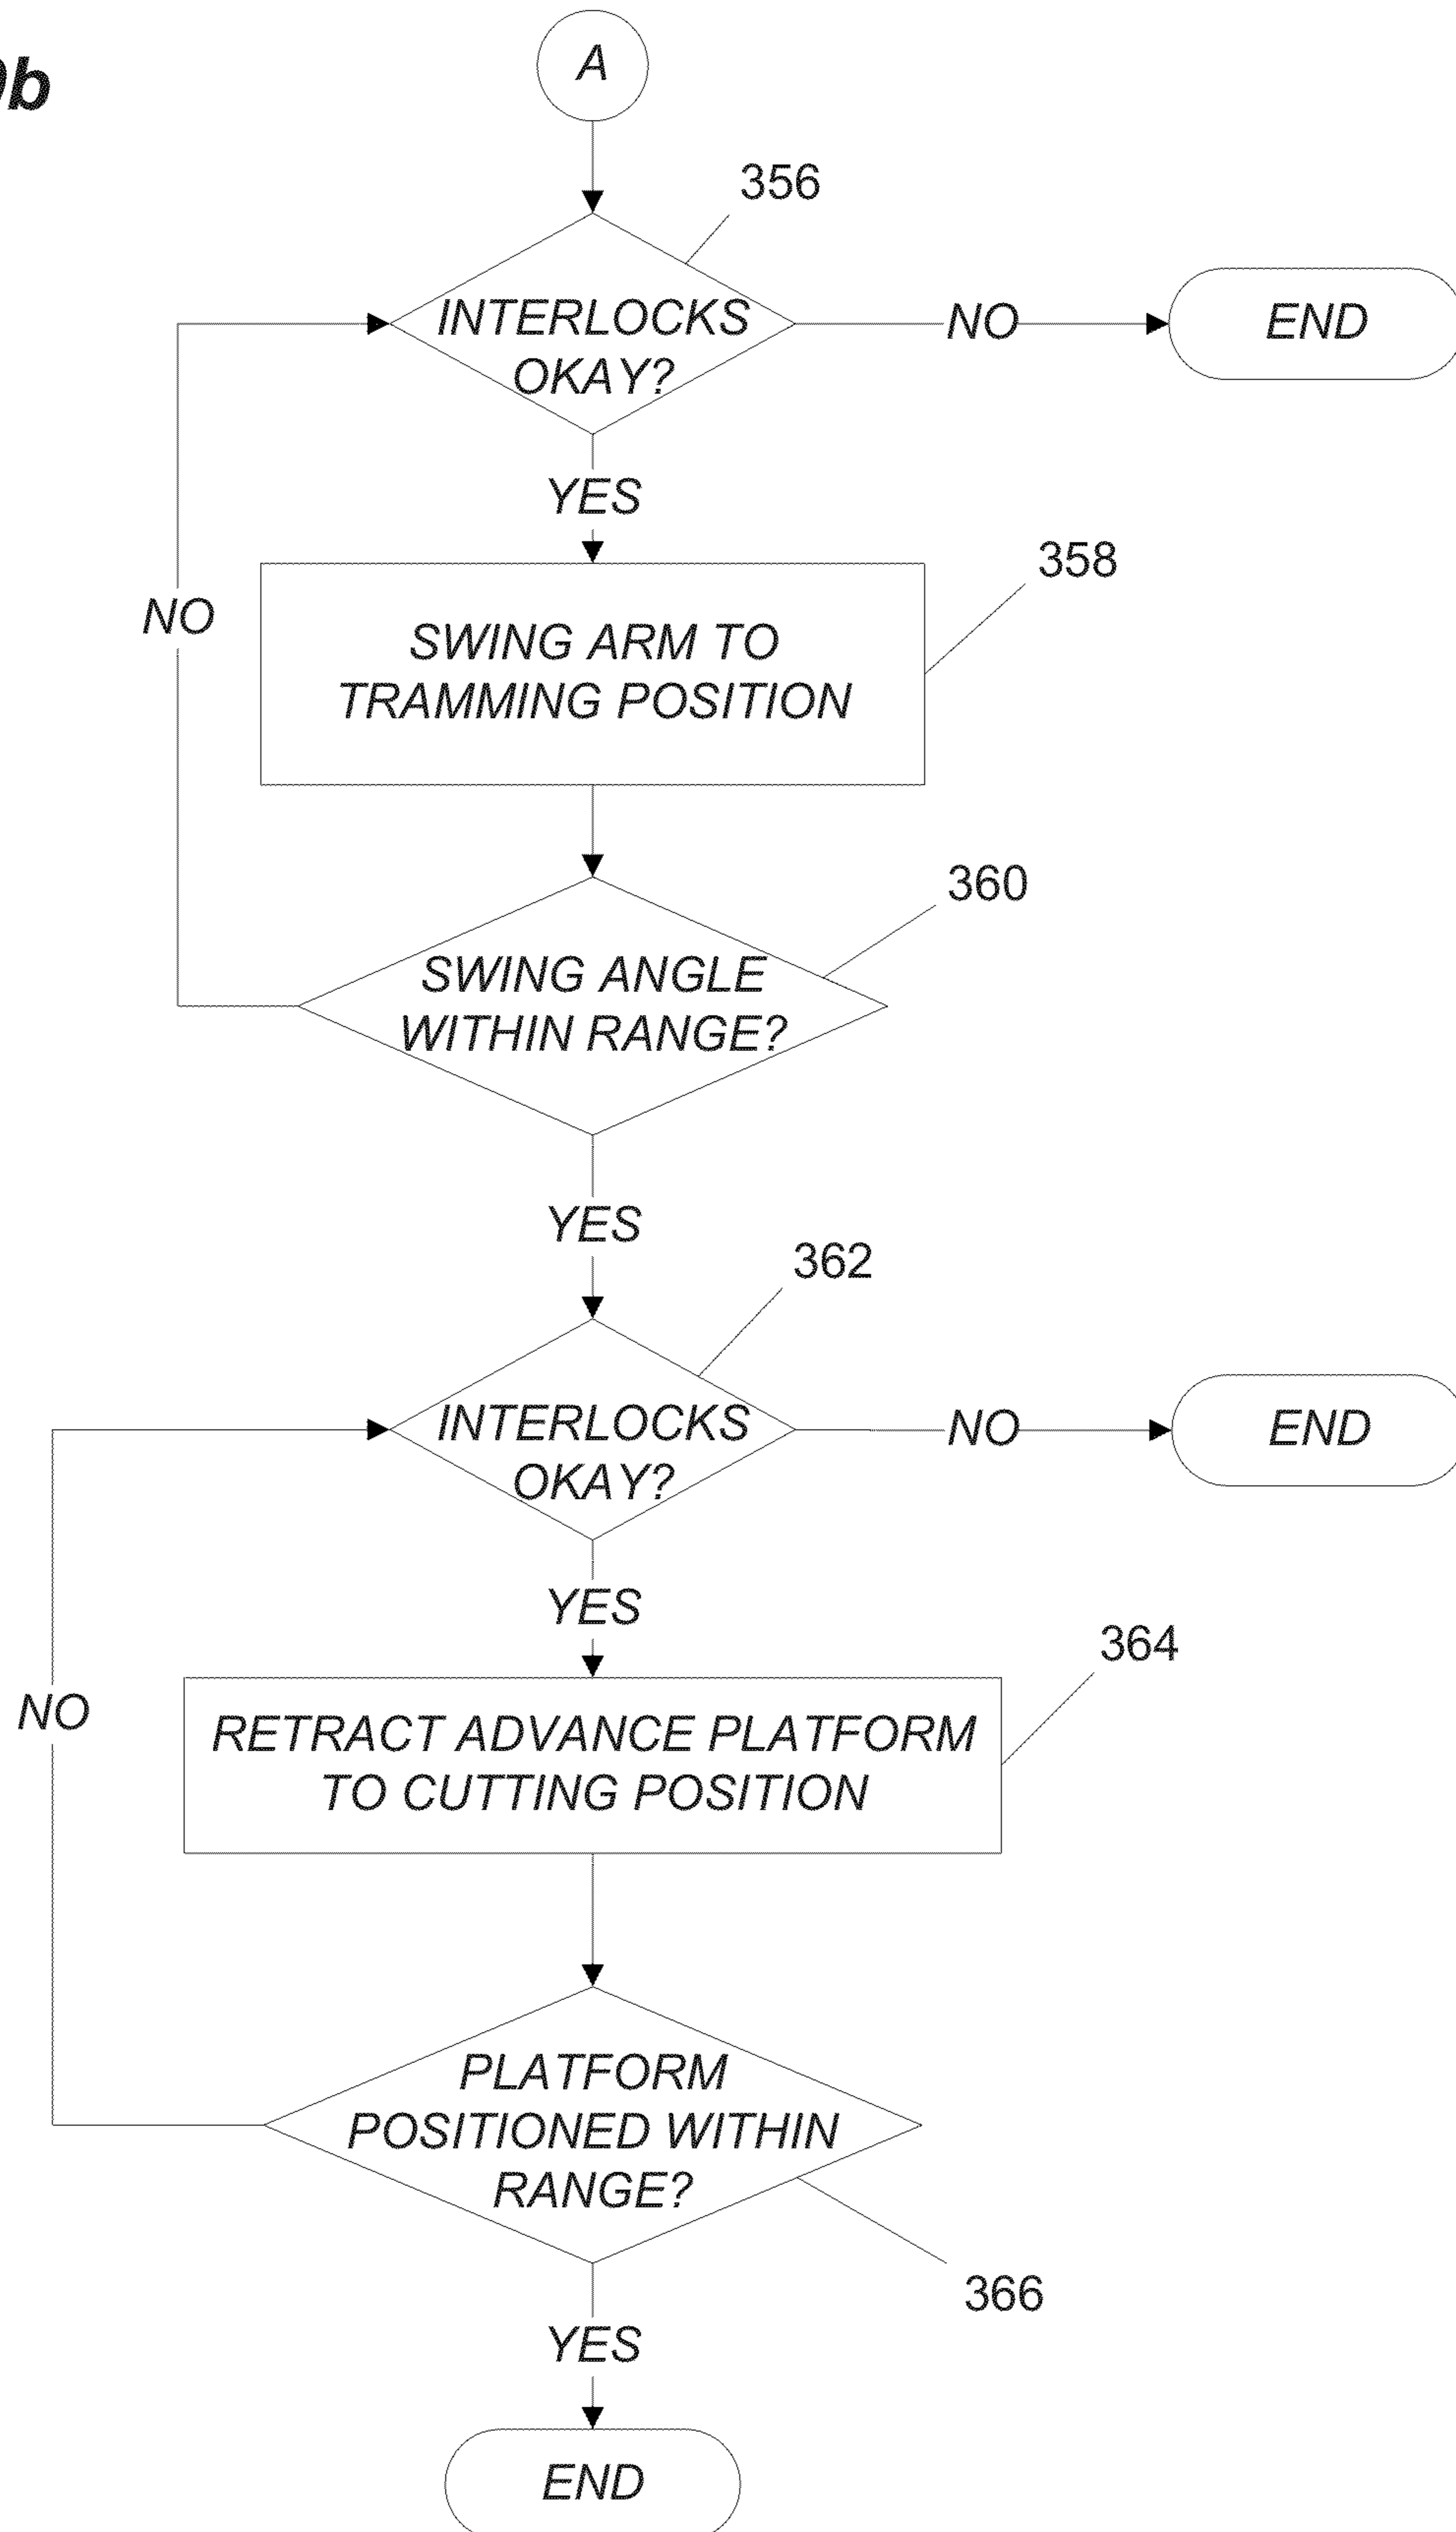 b
A
356
INTERLOCKS
OKAY?
NO
END
YES
358
NO
SWING ARM TO
TRAMMING POSITION
360
SWING ANGLE
WITHIN RANGE?
YES
362
INTERLOCKS
OKAY?
NO
END
YES
364
NO
RETRACT ADVANCE PLATFORM
TO CUTTING POSITION
PLATFORM
POSITIONED WITHIN
RANGE?
366
YES
END